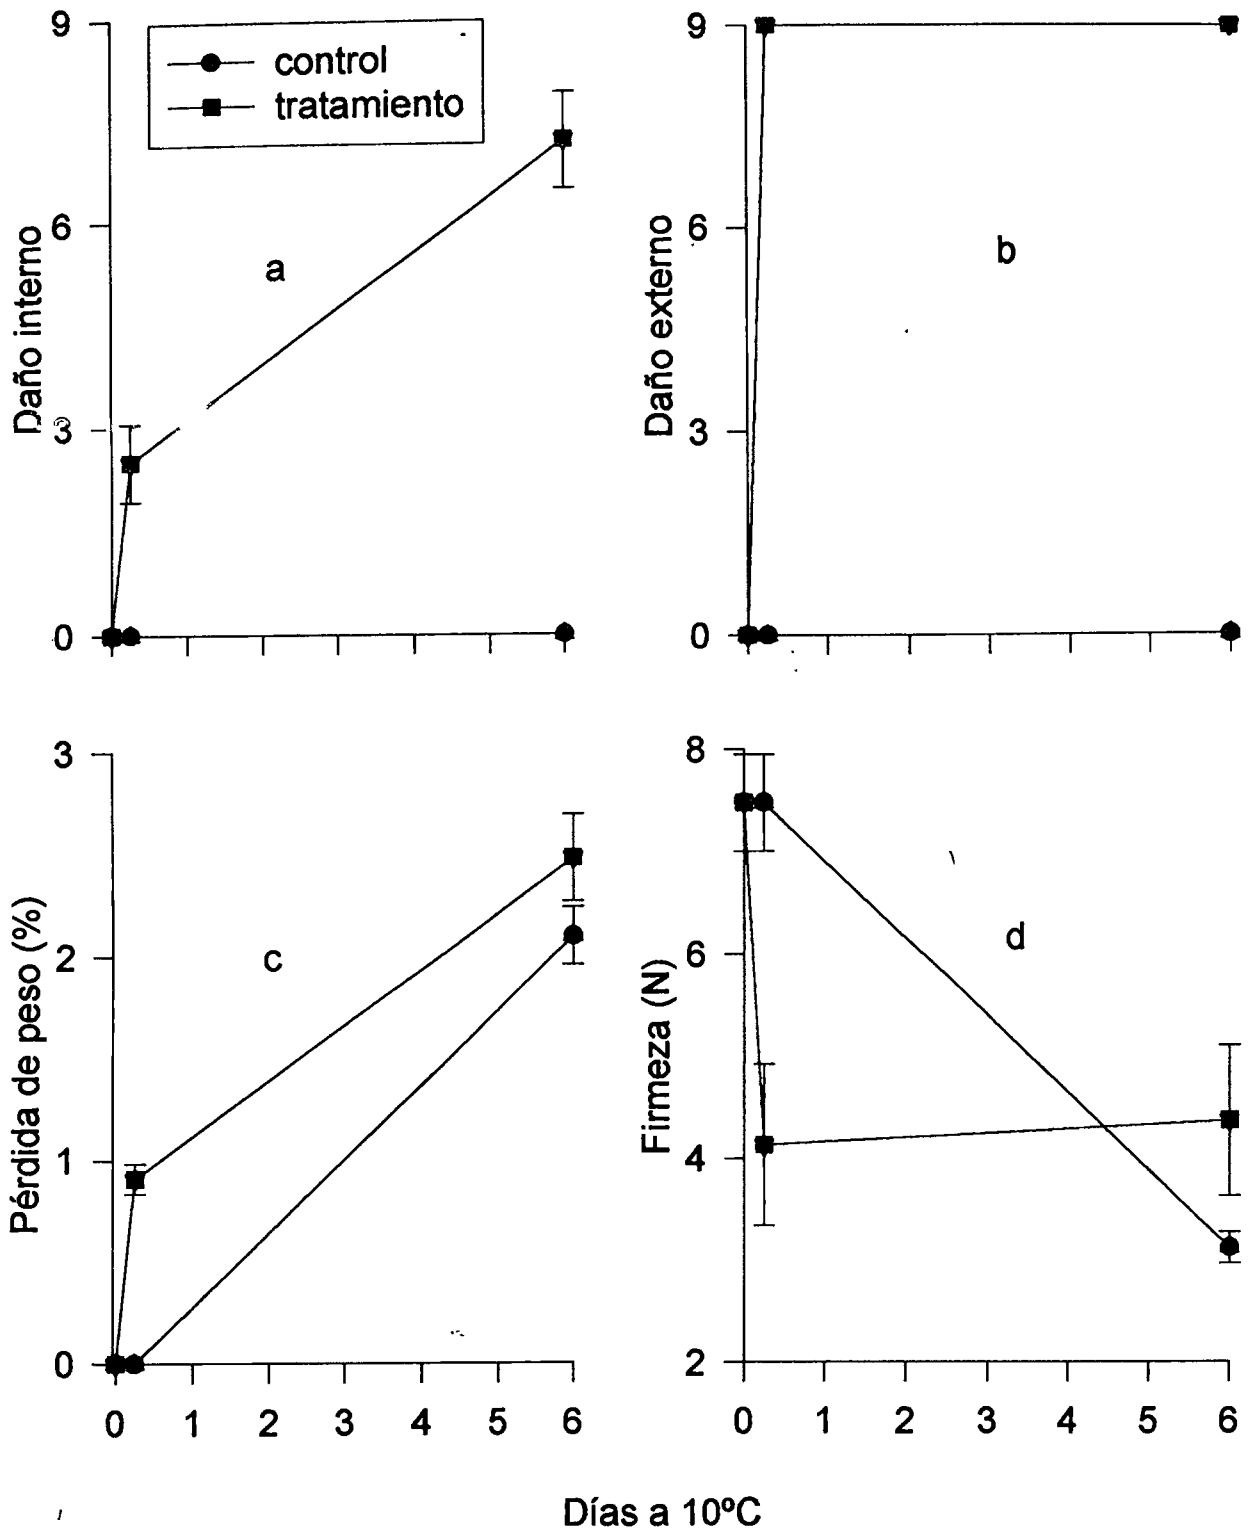 control
tratamiento
9
6
3
0
Daño interno
a
9
6
3
0
Daño externo
b
3
2
1
0
Pérdida de peso (%)
c
0 1 2 3 4 5 6
8
6
4
2
Firmeza (N)
d
0 1 2 3 4 5 6
Días a 10ºC